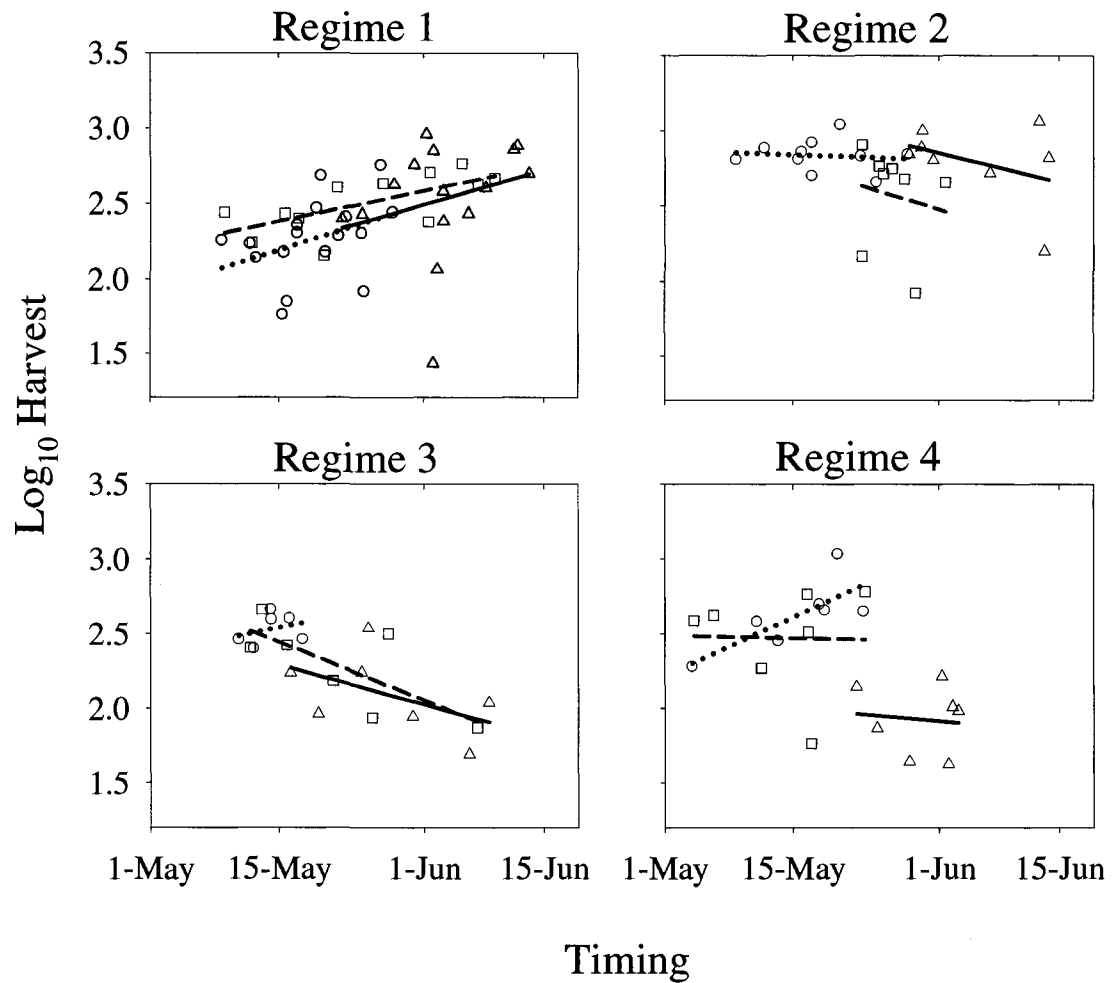 Regime 1
Regime 2
3.5
3.0
2.5
2.0
1.5
Regime 3
Regime 4
3.5
3.0
2.5
2.0
1.5
Log10 Harvest
1-May 15-May 1-Jun 15-Jun 1-May 15-May 1-Jun 15-Jun
Timing